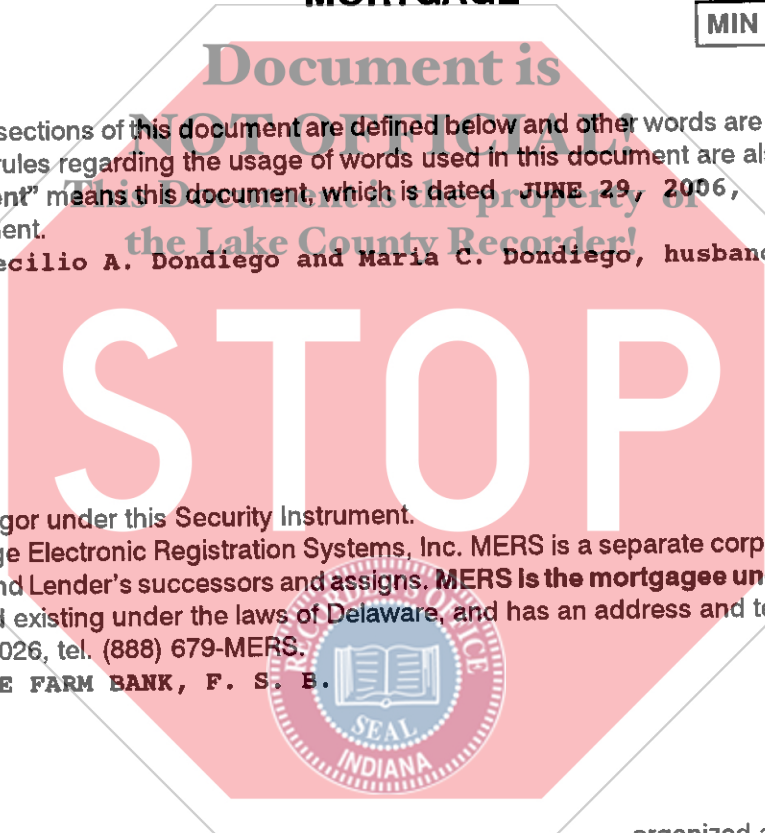 MORTGAGE
MIN
Document is
NOT OFFICIAL!
This Document is the property of
the Lake County Recorder!
sections of this document are defined below and other words are
rules regarding the usage of words used in this document are al
ent" means this document, which is dated JUNE 29, 2006,
ent.
ecilio A. Dondiego and Maria C. Dondiego, husband
STOP
gor under this Security Instrument.
ge Electronic Registration Systems, Inc. MERS is a separate corp
nd Lender's successors and assigns. MERS is the mortgagee un
d existing under the laws of Delaware, and has an address and te
026, tel. (888) 679-MERS.
E FARM BANK, F. S. B.
RECORDER'S OFFICE
SEAL
INDIANA
organized